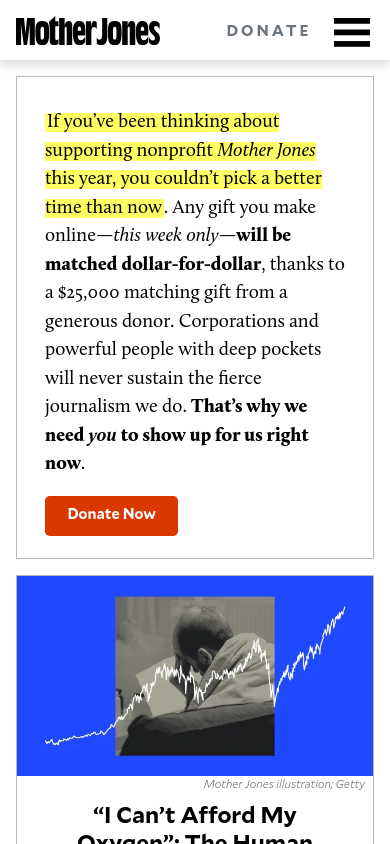 Mother Jones
DONATE
If you’ve been thinking about
supporting nonprofit Mother Jones
this year, you couldn’t pick a better
time than now. Any gift you make
online—this week only—will be
matched dollar-for-dollar, thanks to
a $25,000 matching gift from a
generous donor. Corporations and
powerful people with deep pockets
will never sustain the fierce
journalism we do. That’s why we
need you to show up for us right
now.
Donate Now
Mother Jones illustration; Getty
“I Can’t Afford My
Oxygen”: The Human